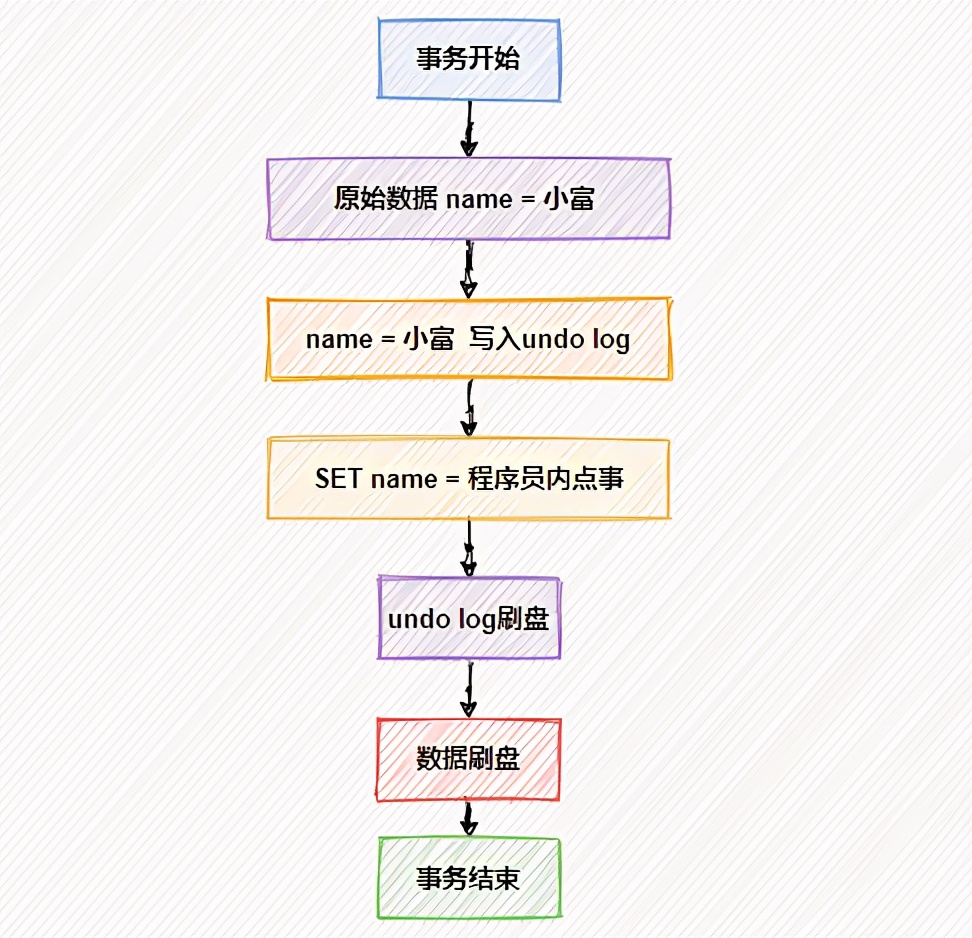 事务开始
原始数据 name = 小富
name = 小富 写入undo log
SET name = 程序员内点事
undo log刷盘
数据刷盘
事务结束